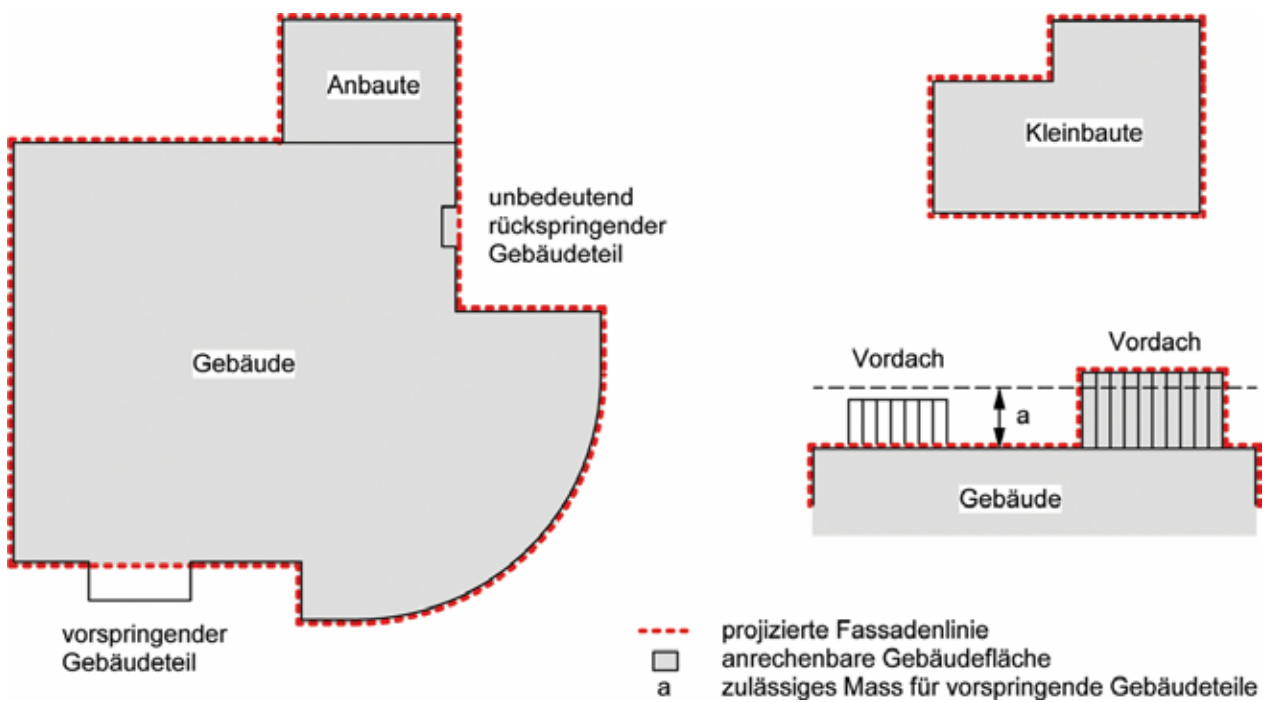 Anbaute
Kleinbaute
unbedeutend
rückspringender
Gebäudeteil
Gebäude
Vordach
Vordach
a
Gebäude
vorspringender
Gebäudeteil
projizierte Fassadenlinie
anrechenbare Gebäudefläche
a zulässiges Mass für vorspringende Gebäudeteile